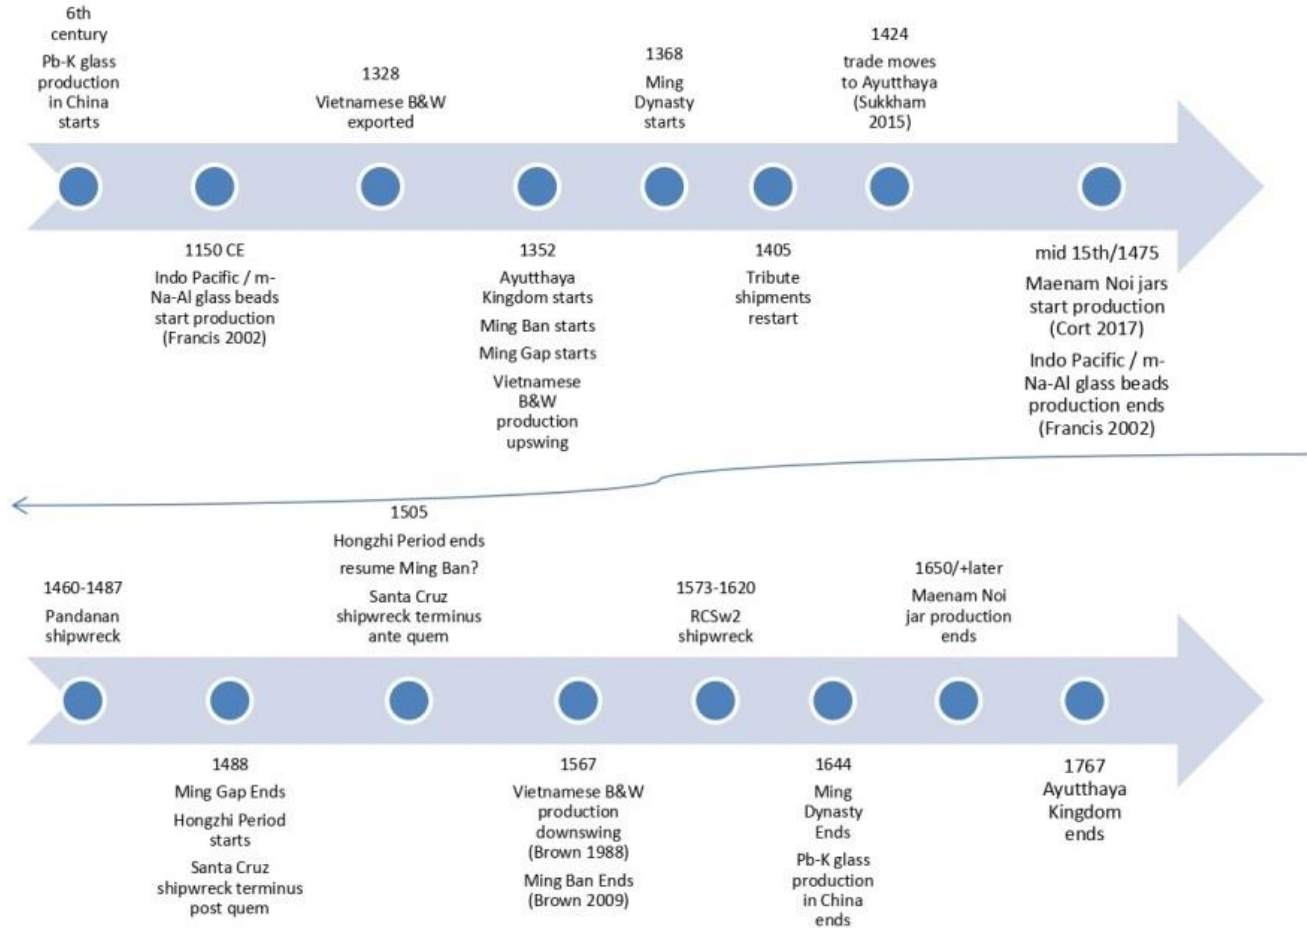 6th
century
Pb-K glass
production
in China
starts
1150 CE
Indo Pacific / m-
Na-Al glass beads
start production
(Francis 2002)
1328
Vietnamese B&W
exported
1352
Ayutthaya
Kingdom starts
Ming Ban starts
Ming Gap starts
Vietnamese
B&W
production
upswing
1368
Ming
Dynasty
starts
1405
Tribute
shipments
restart
1424
trade moves
to Ayutthaya
(Sukkham
2015)
mid 15th/1475
Maenam Noi jars
start production
(Cort 2017)
Indo Pacific / m-
Na-Al glass beads
production ends
(Francis 2002)
1460-1487
Pandanan
shipwreck
1488
Ming Gap Ends
Hongzhi Period
starts
Santa Cruz
shipwreck terminus
post quem
1505
Hongzhi Period ends
resume Ming Ban?
Santa Cruz
shipwreck terminus
ante quem
1567
Vietnamese B&W
production
downswing
(Brown 1988)
Ming Ban Ends
(Brown 2009)
1573-1620
RCSw2
shipwreck
1644
Ming
Dynasty
Ends
Pb-K glass
production
in China
ends
1650/+later
Maenam Noi
jar production
ends
1767
Ayutthaya
Kingdom
ends